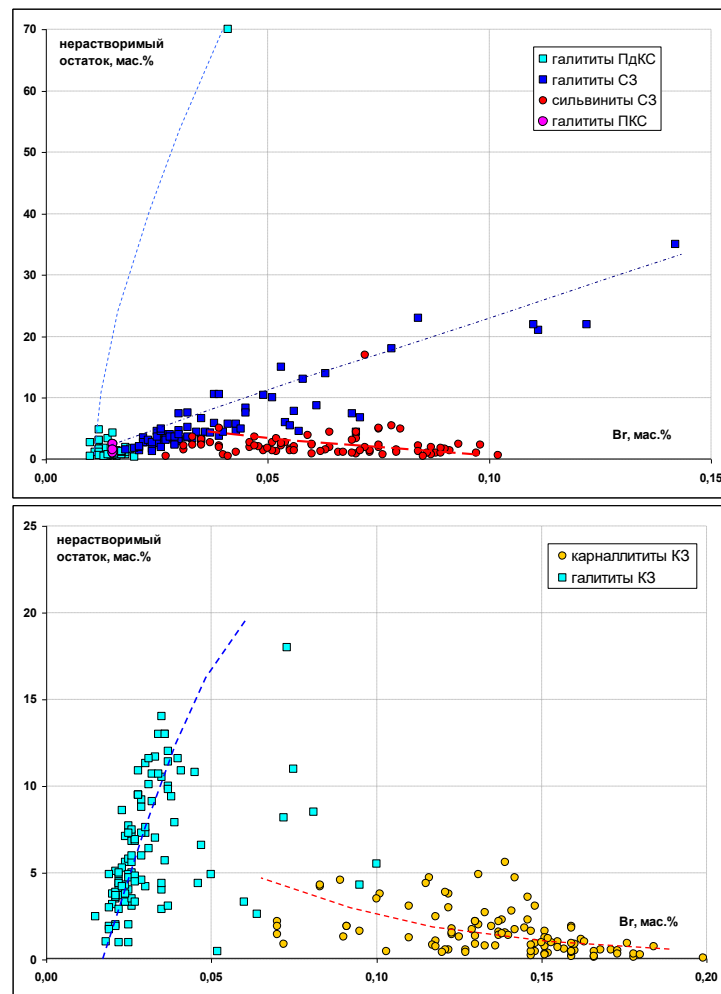 70
60
50
40
30
20
10
0
нерастворимый
остаток, мас.%
галититы ПдКС
галититы СЗ
сильвиниты СЗ
галититы ПКС
Br, мас.%
0,00
0,05
0,10
0,15
25
20
15
10
5
0
нерастворимый
остаток, мас.%
карналлититы КЗ
галититы КЗ
Br, мас.%
0,00
0,05
0,10
0,15
0,20